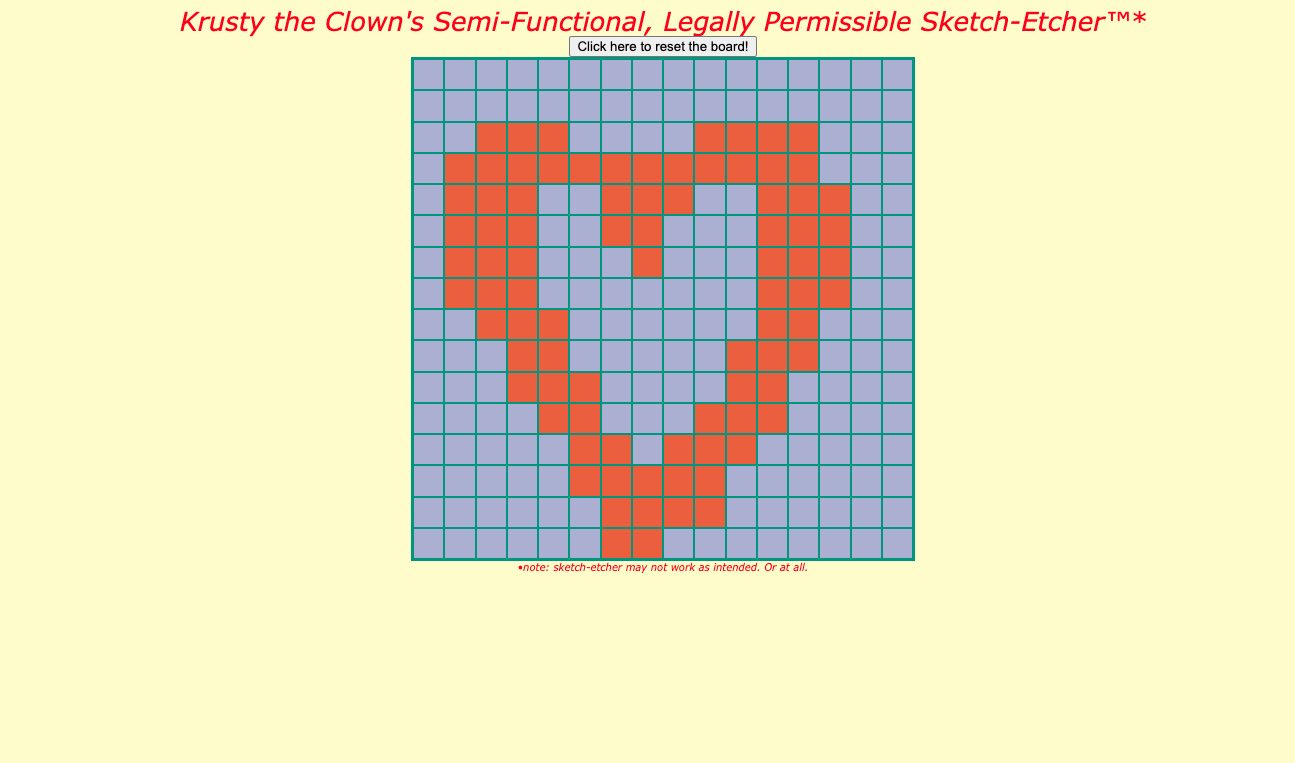 Krusty the Clown's Semi-Functional, Legally Permissible Sketch-Etcher™*
Click here to reset the board!
•note: sketch-etcher may not work as intended. Or at all.